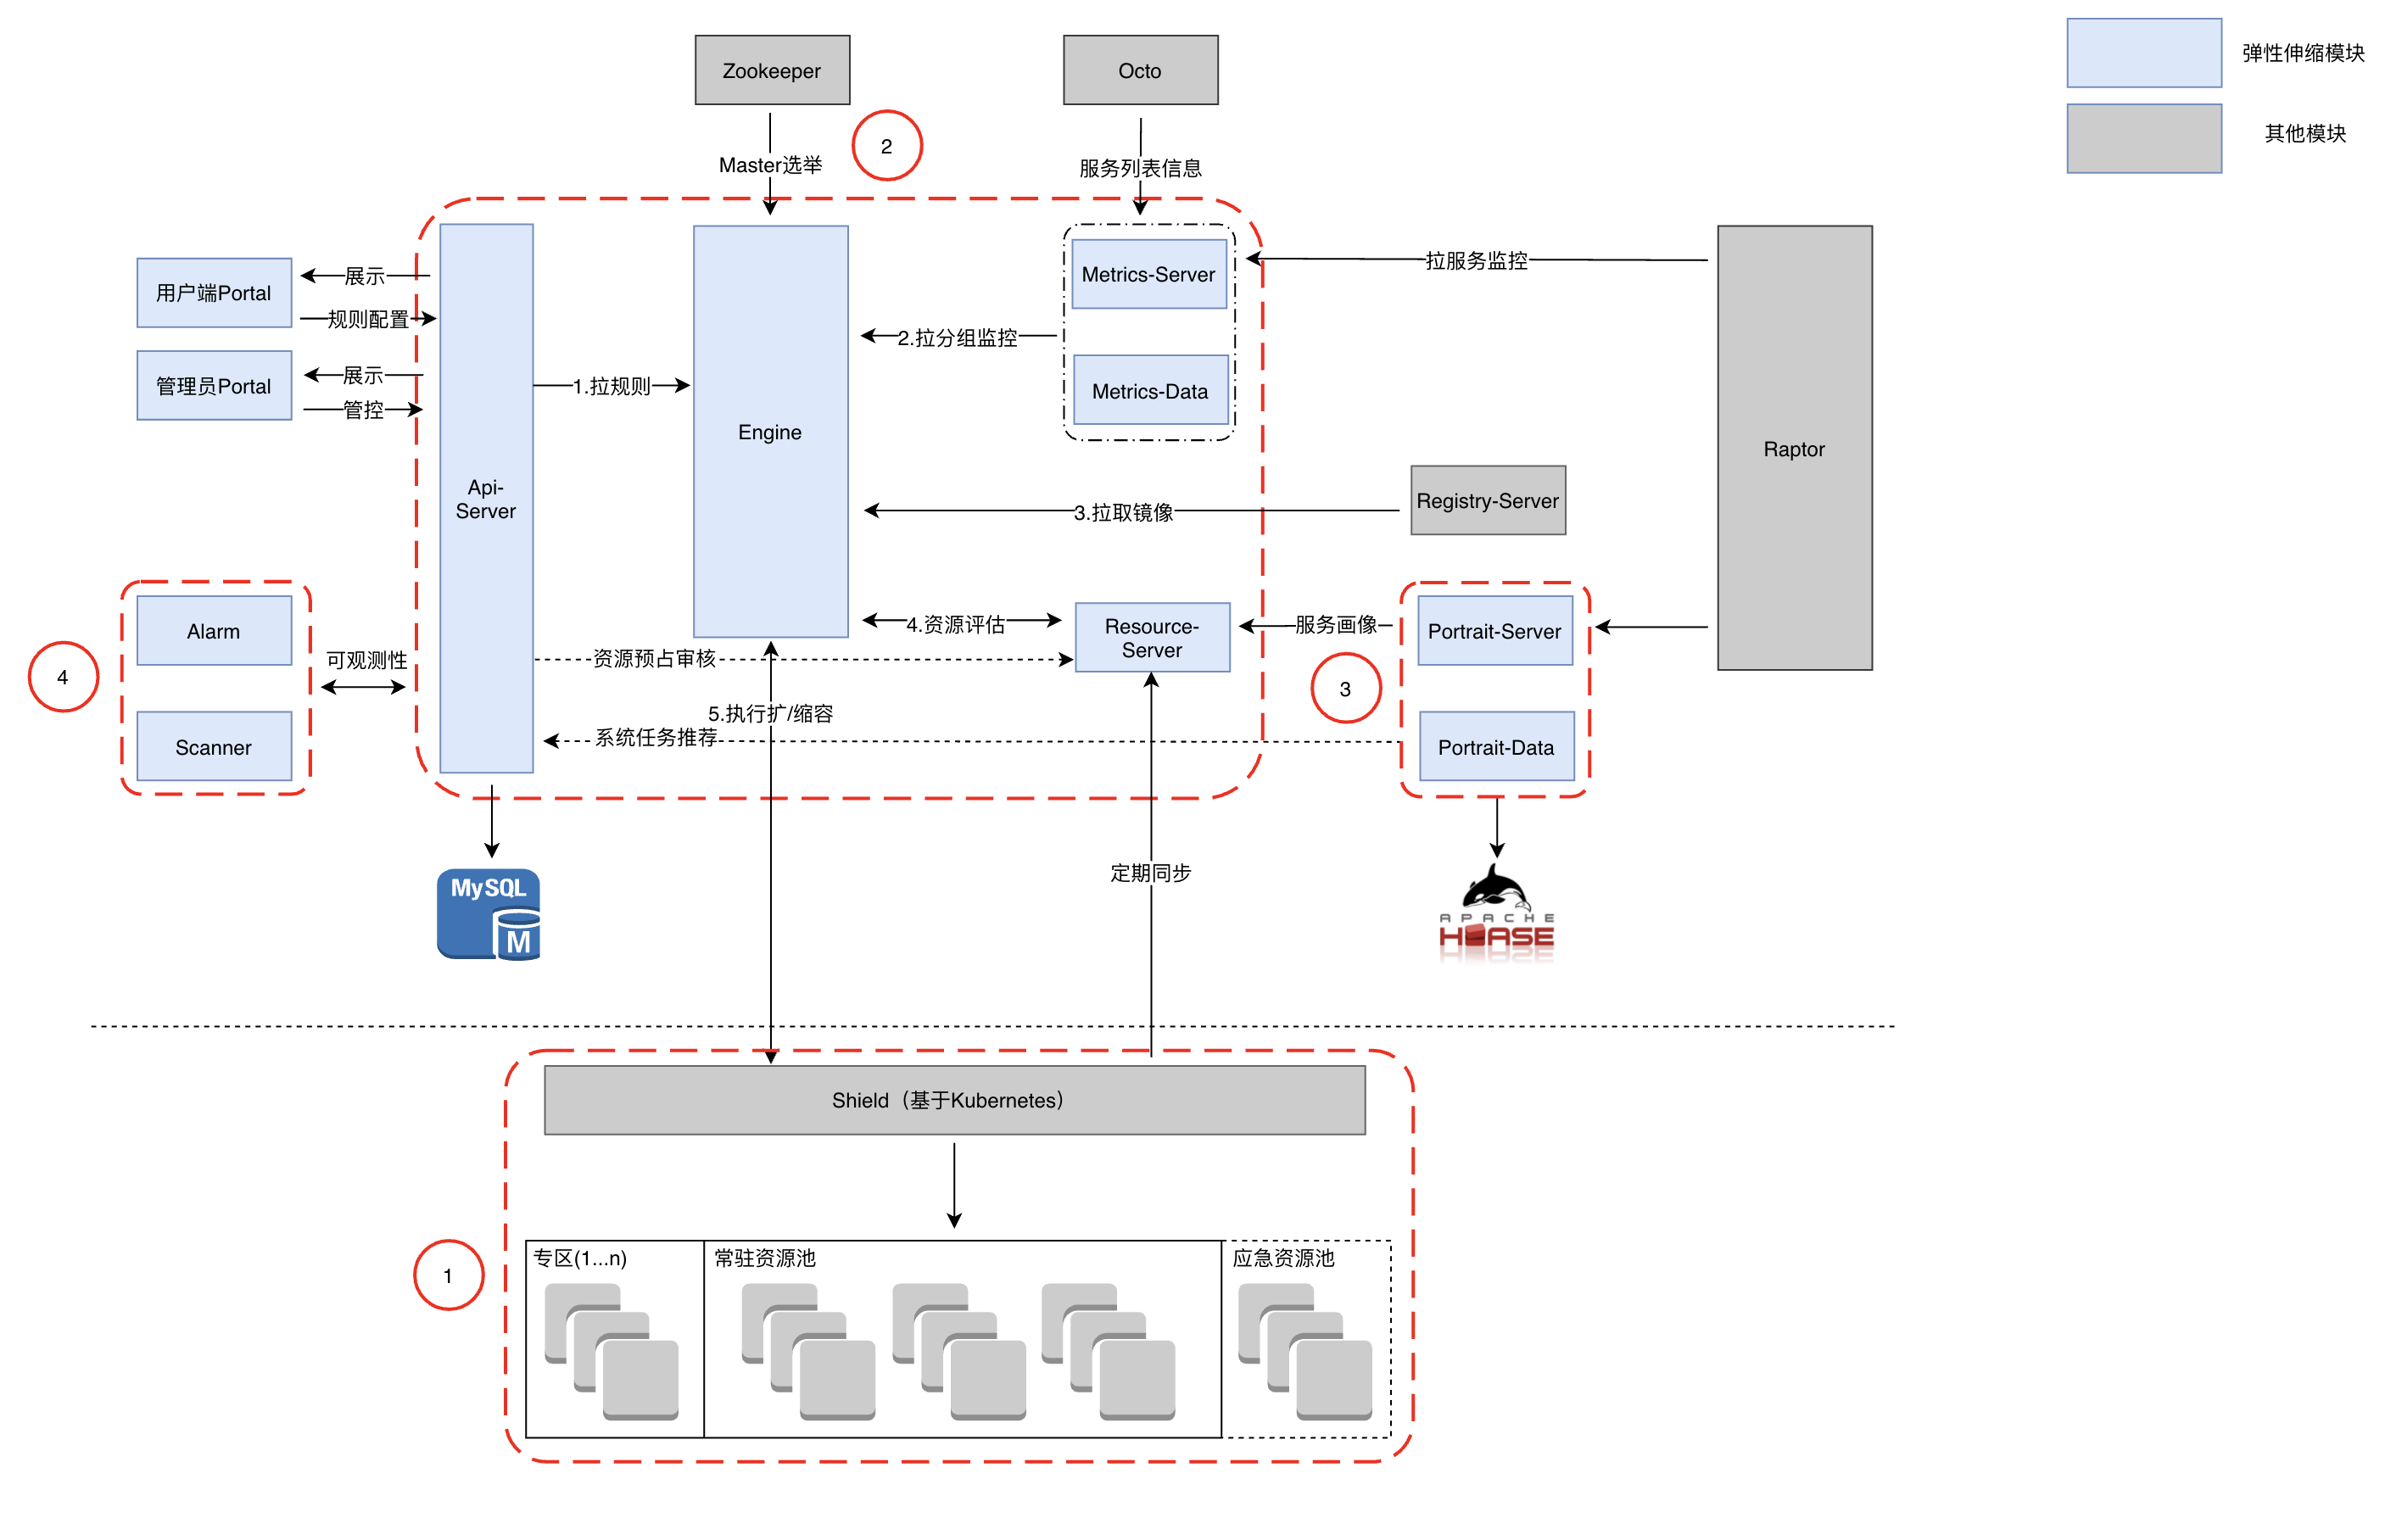 Zookeeper
Octo
弹性伸缩模块
其他模块
2
Master选举
服务列表信息
用户端Portal
展示
规则配置
管理员Portal
展示
管控
Api-
Server
1.拉规则
Engine
2.拉分组监控
Metrics-Server
Metrics-Data
拉服务监控
Raptor
3.拉取镜像
Registry-Server
4
Alarm
Scanner
可观测性
4.资源评估
Resource-
Server
服务画像
Portrait-Server
Portrait-Data
3
资源预占审核
5.执行扩/缩容
系统任务推荐
MySQL
M
定期同步
APACHE
HBASE
Shield（基于Kubernetes）
1
专区(1...n)
常驻资源池
应急资源池